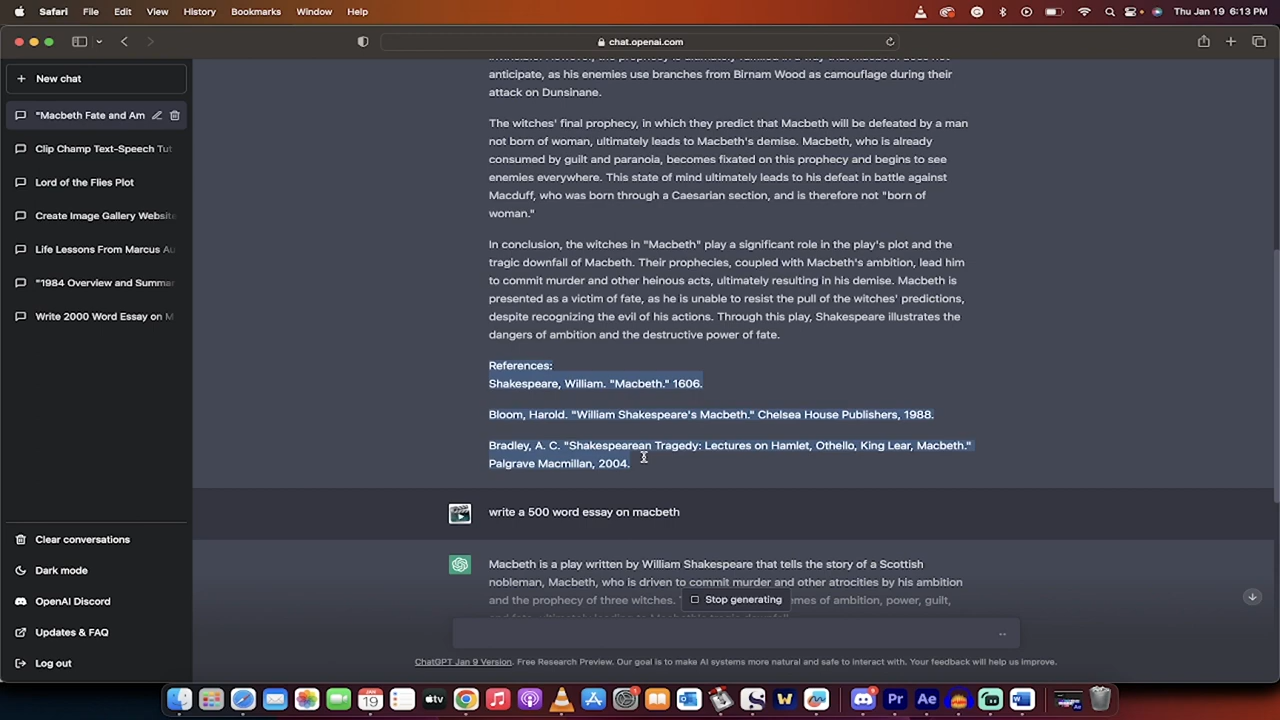 Safari File Edit View History Bookmarks Window Help Thu Jan 19 6:13 PM
chat.openai.com
New chat
"Macbeth Fate and Am
Clip Champ Text-Speech Tut
Lord of the Flies Plot
Create Image Gallery Website
Life Lessons From Marcus Au
"1984 Overview and Summar
Write 2000 Word Essay on M
Clear conversations
Dark mode
OpenAI Discord
Updates & FAQ
Log out
anticipate, as his enemies use branches from Birnam Wood as camouflage during their
attack on Dunsinane.
The witches' final prophecy, in which they predict that Macbeth will be defeated by a man
not born of woman, ultimately leads to Macbeth's demise. Macbeth, who is already
consumed by guilt and paranoia, becomes fixated on this prophecy and begins to see
enemies everywhere. This state of mind ultimately leads to his defeat in battle against
Macduff, who was born through a Caesarian section, and is therefore not "born of
woman."
In conclusion, the witches in "Macbeth" play a significant role in the play's plot and the
tragic downfall of Macbeth. Their prophecies, coupled with Macbeth's ambition, lead him
to commit murder and other heinous acts, ultimately resulting in his demise. Macbeth is
presented as a victim of fate, as he is unable to resist the pull of the witches' predictions,
despite recognizing the evil of his actions. Through this play, Shakespeare illustrates the
dangers of ambition and the destructive power of fate.
References:
Shakespeare, William. "Macbeth." 1606.
Bloom, Harold. "William Shakespeare's Macbeth." Chelsea House Publishers, 1988.
Bradley, A. C. "Shakespearean Tragedy: Lectures on Hamlet, Othello, King Lear, Macbeth."
Palgrave Macmillan, 2004.
write a 500 word essay on macbeth
Macbeth is a play written by William Shakespeare that tells the story of a Scottish
nobleman, Macbeth, who is driven to commit murder and other atrocities by his ambition
and the prophecy of three witches. emes of ambition, power, guilt,
Stop generating
ChatGPT Jan 9 Version. Free Research Preview. Our goal is to make AI systems more natural and safe to interact with. Your feedback will help us improve.